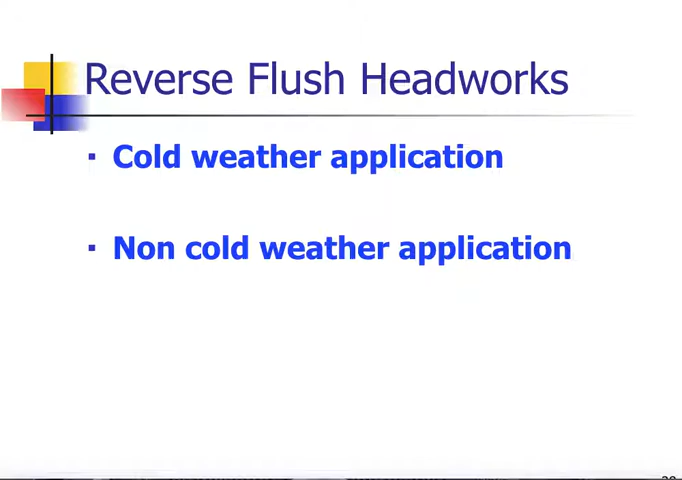 Reverse Flush Headworks
▪ Cold weather application
▪ Non cold weather application